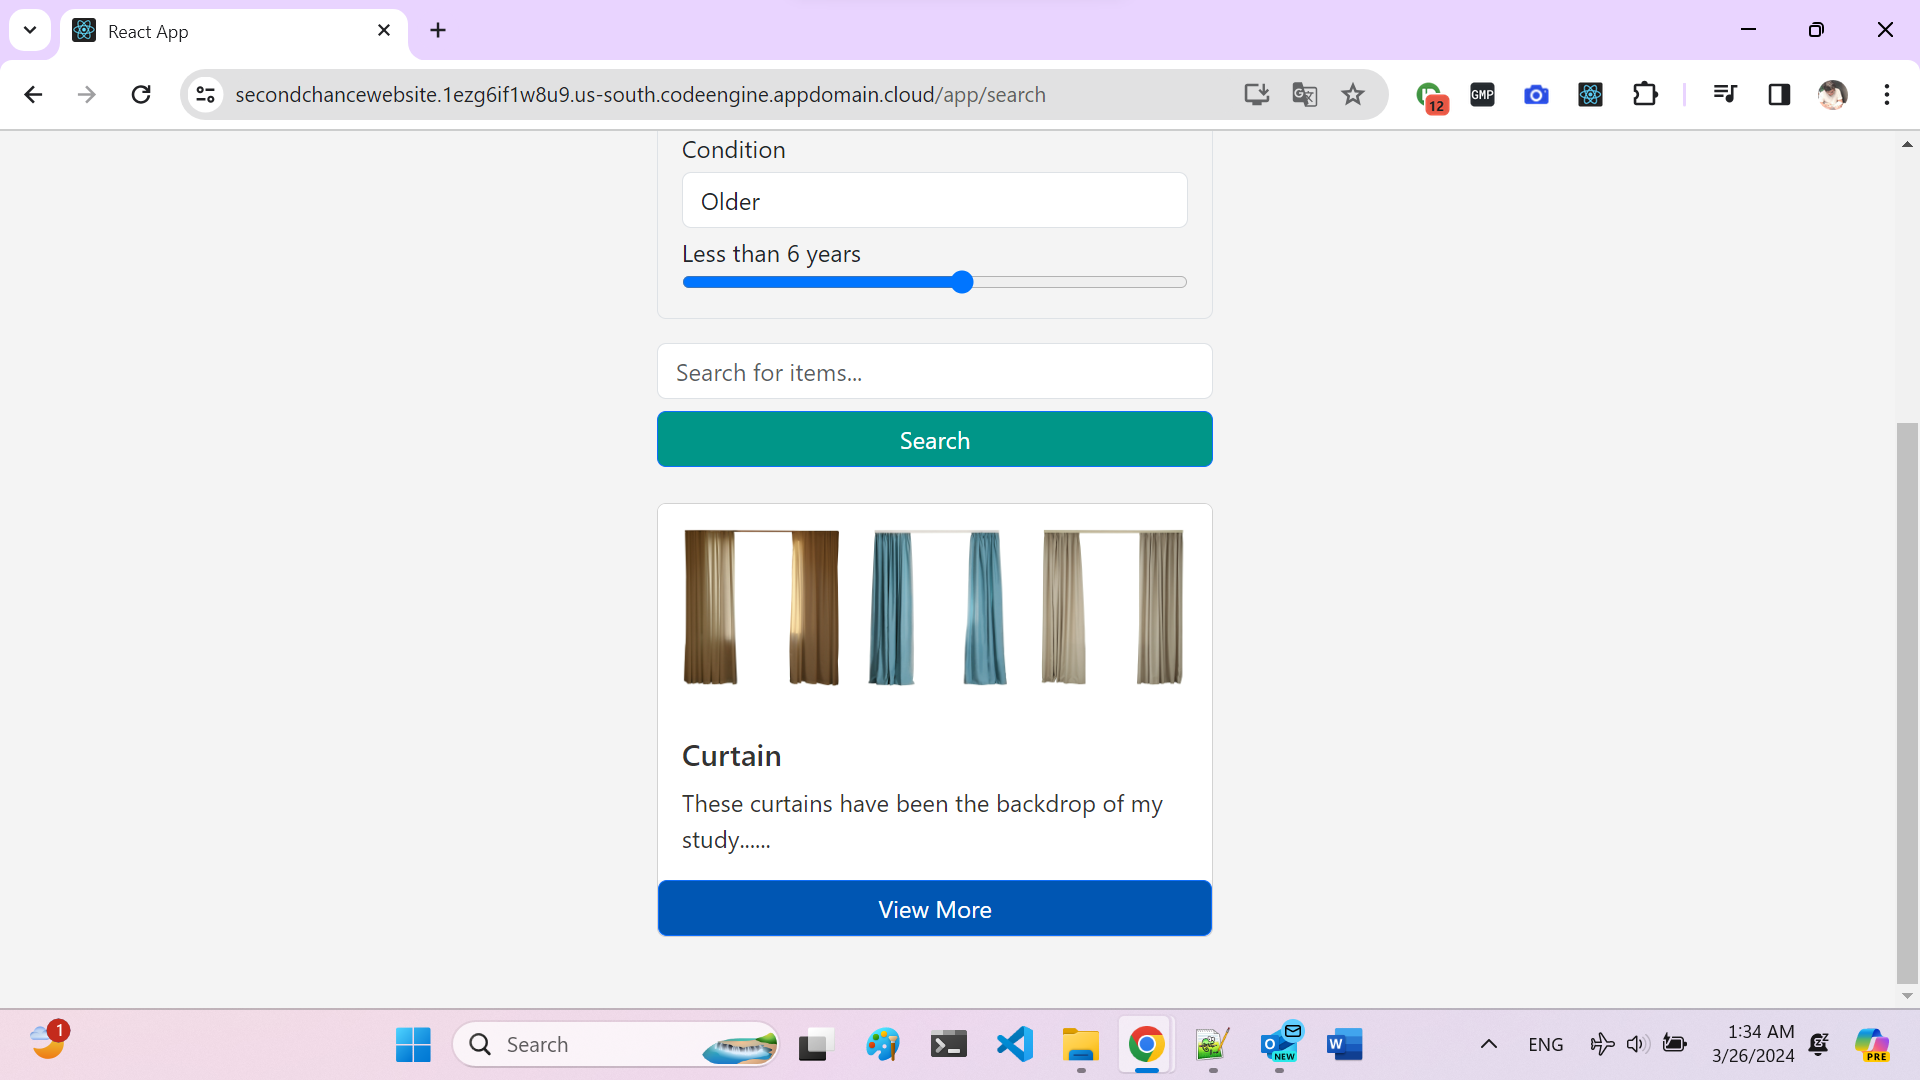 React App
secondchancewebsite.1ezg6if1w8u9.us-south.codeengine.appdomain.cloud/app/search
GMP
12
Condition
Older
Less than 6 years
Search for items...
Search
Curtain
These curtains have been the backdrop of my
study......
View More
1
Search
NEW
W
ENG
1:34 AM
3/26/2024
PRE